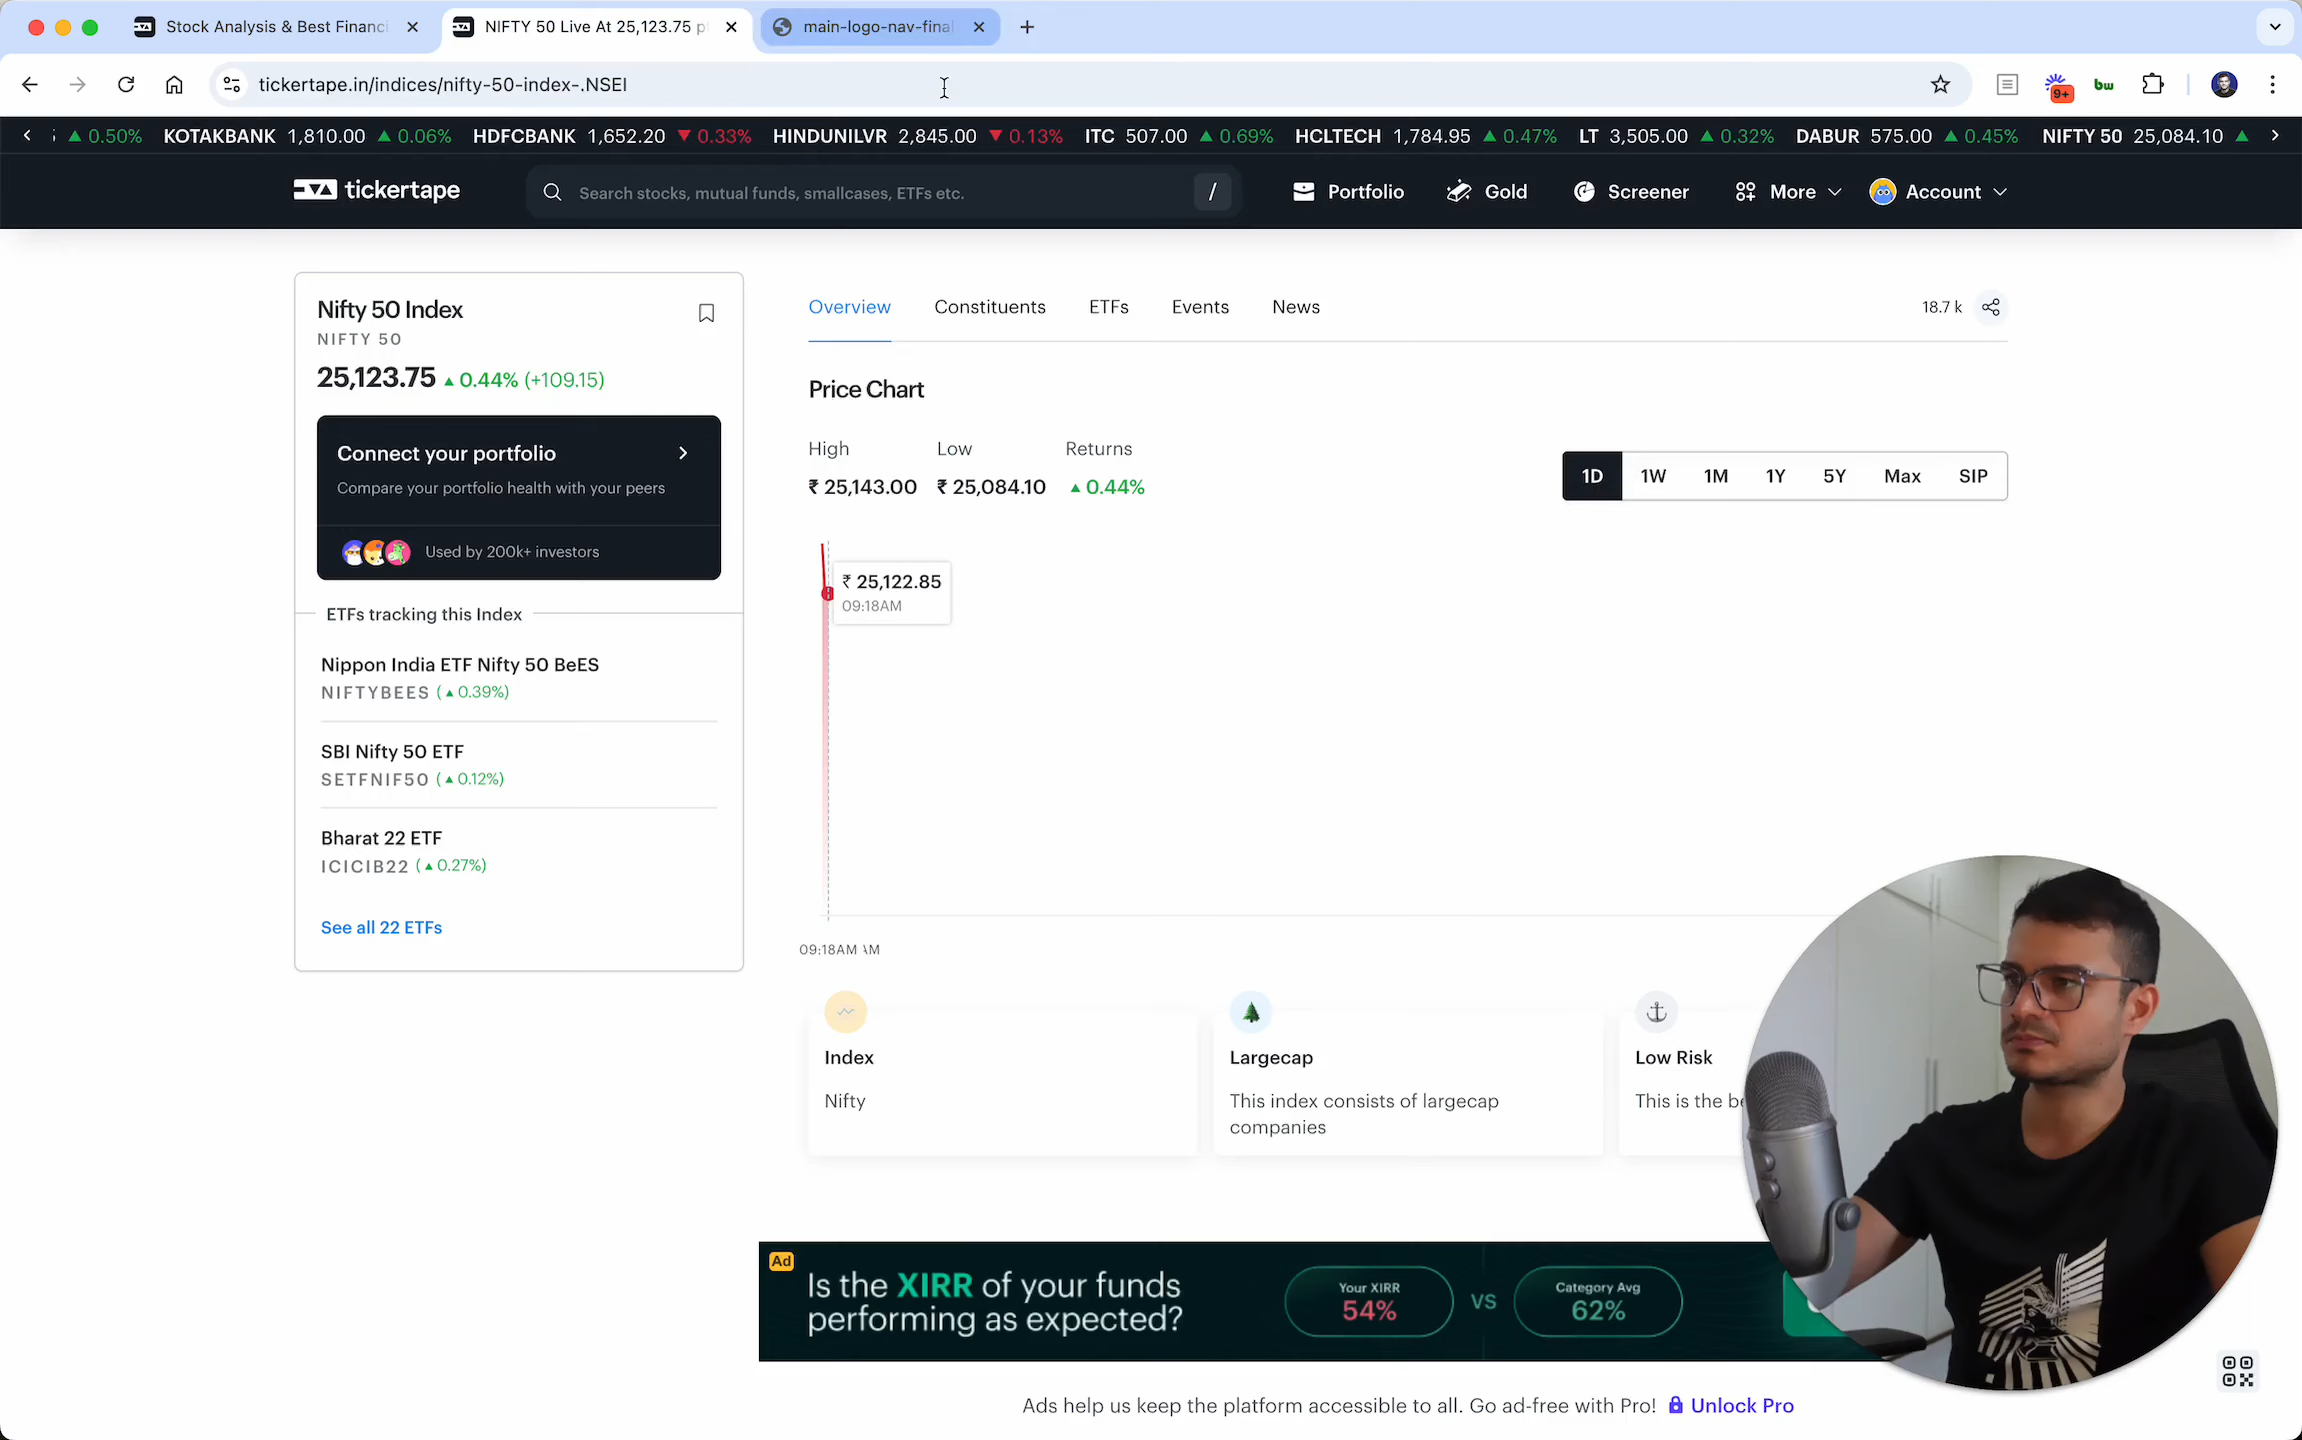 Stock Analysis & Best Financi
NIFTY 50 Live At 25,123.75 p
main-logo-nav-final
tickertape.in/indices/nifty-50-index-.NSEI
9+
bw
0.50% KOTAKBANK 1,810.00 0.06% HDFCBANK 1,652.20 0.33% HINDUNILVR 2,845.00 0.13% ITC 507.00 0.69% HCLTECH 1,784.95 0.47% LT 3,505.00 0.32% DABUR 575.00 0.45% NIFTY 50 25,084.10
tickertape
Search stocks, mutual funds, smallcases, ETFs etc.
/
Portfolio
Gold
Screener
More
Account
Nifty 50 Index
NIFTY 50
25,123.75 0.44% (+109.15)
Connect your portfolio
Compare your portfolio health with your peers
Used by 200k+ investors
ETFs tracking this Index
Nippon India ETF Nifty 50 BeES
NIFTYBEES (▲0.39%)
SBI Nifty 50 ETF
SETFNIF50 (▲0.12%)
Bharat 22 ETF
ICICIB22 (▲0.27%)
See all 22 ETFs
Overview Constituents ETFs Events News
18.7 k
Price Chart
High Low Returns
₹ 25,143.00 ₹ 25,084.10 ▲0.44%
1D 1W 1M 1Y 5Y Max SIP
₹ 25,122.85
09:18AM
09:18AM
Index
Nifty
Largecap
This index consists of largecap
companies
Low Risk
This is the be
Ad
Is the XIRR of your funds
performing as expected?
Your XIRR
54%
VS
Category Avg
62%
Ads help us keep the platform accessible to all. Go ad-free with Pro! Unlock Pro